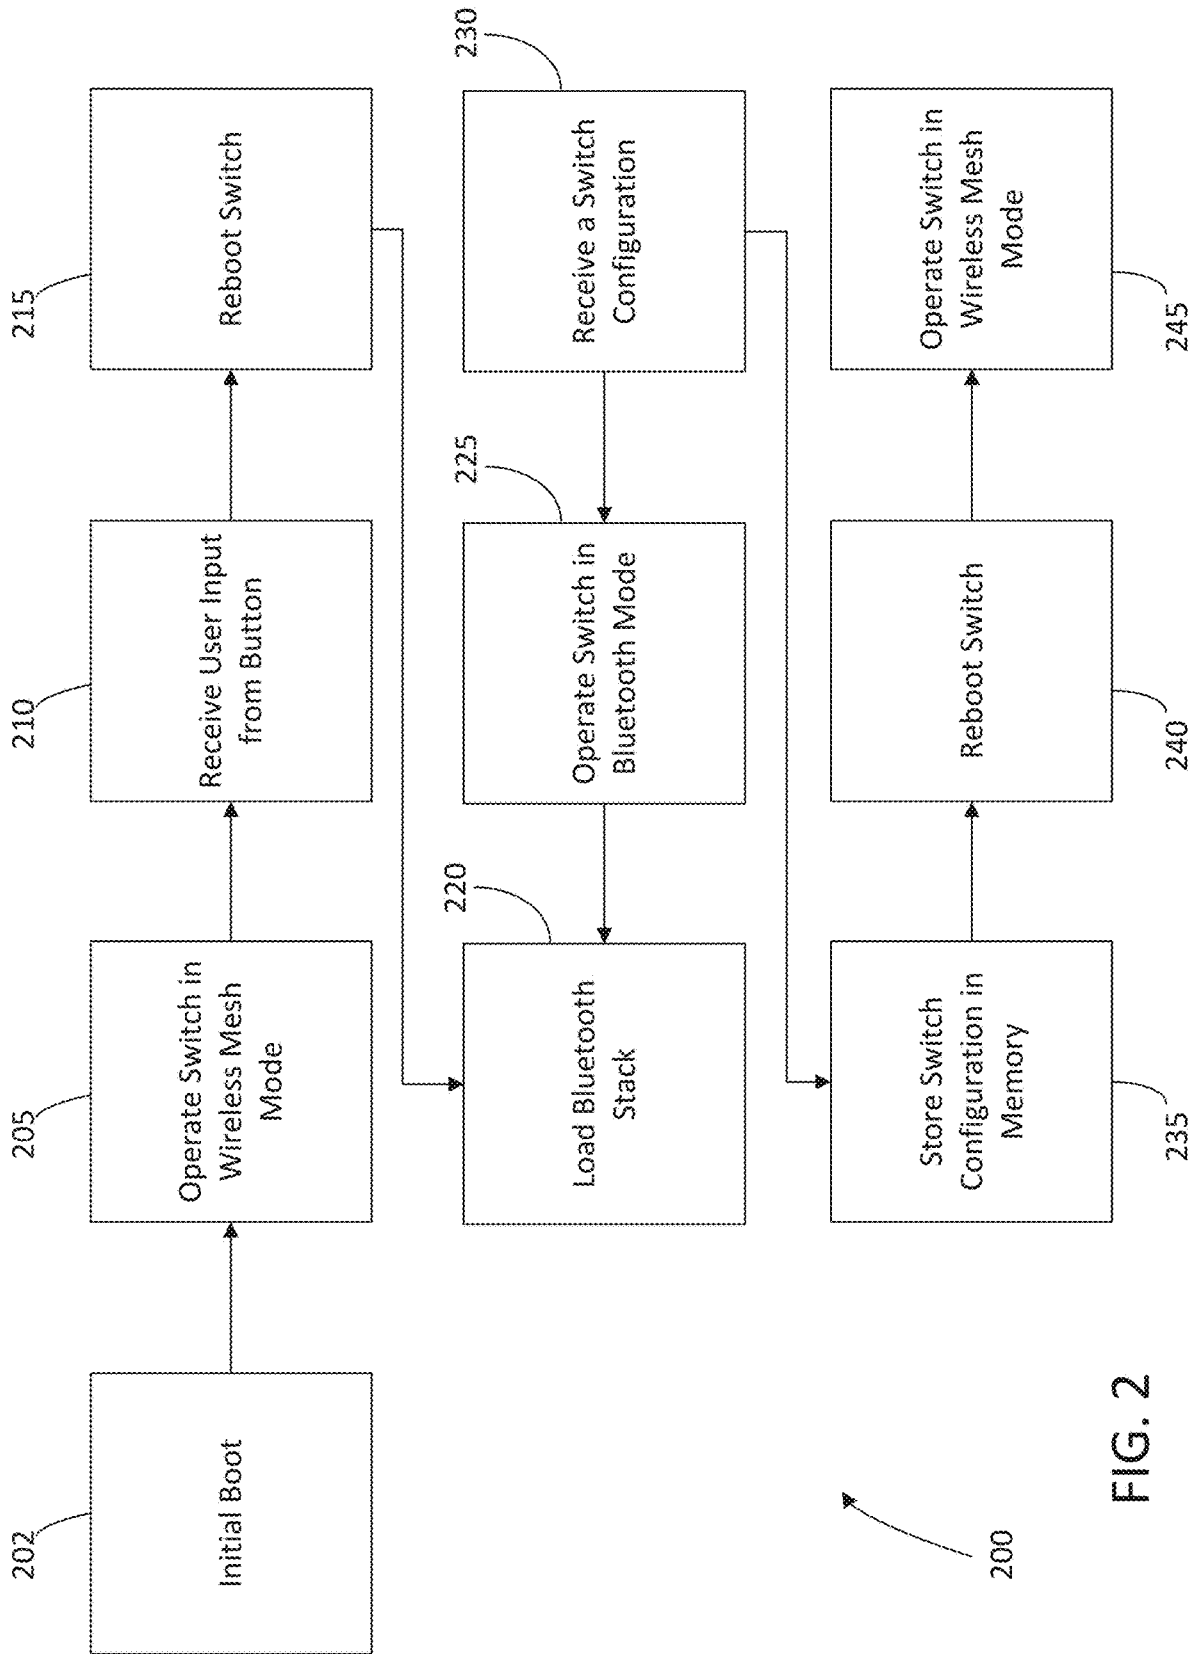 202
Initial Boot
205
Operate Switch in
Wireless Mesh
Mode
210
Receive User Input
from Button
215
Reboot Switch
220
Load Bluetooth
Stack
225
Operate Switch in
Bluetooth Mode
230
Receive a Switch
Configuration
Store Switch
Configuration in
Memory
235
Reboot Switch
240
Operate Switch in
Wireless Mesh
Mode
245
200
FIG. 2